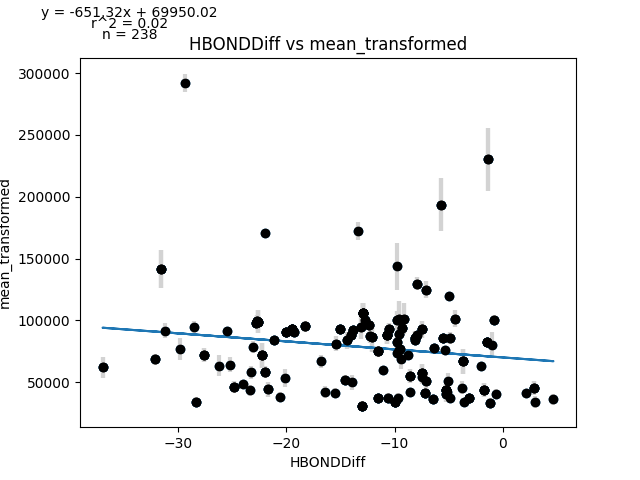 y = -651.32x + 69950.02
r^2 = 0.02
n = 238
HBONDDiff vs mean_transformed
300000
250000
200000
150000
100000
50000
mean_transformed
−30
−20
−10
0
HBONDDiff